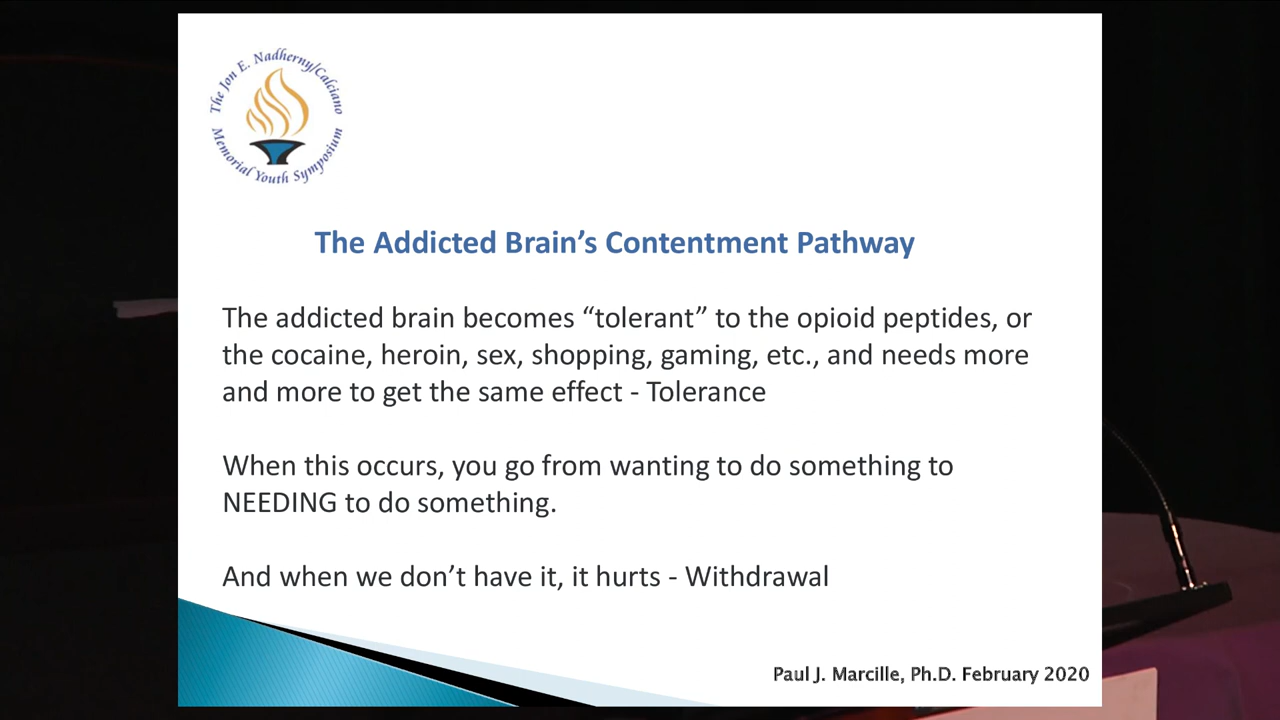 The Jon E. Nadherny/Calciano
Memorial Youth Symposium
The Addicted Brain’s Contentment Pathway
The addicted brain becomes “tolerant” to the opioid peptides, or
the cocaine, heroin, sex, shopping, gaming, etc., and needs more
and more to get the same effect - Tolerance
When this occurs, you go from wanting to do something to
NEEDING to do something.
And when we don’t have it, it hurts - Withdrawal
Paul J. Marcille, Ph.D. February 2020